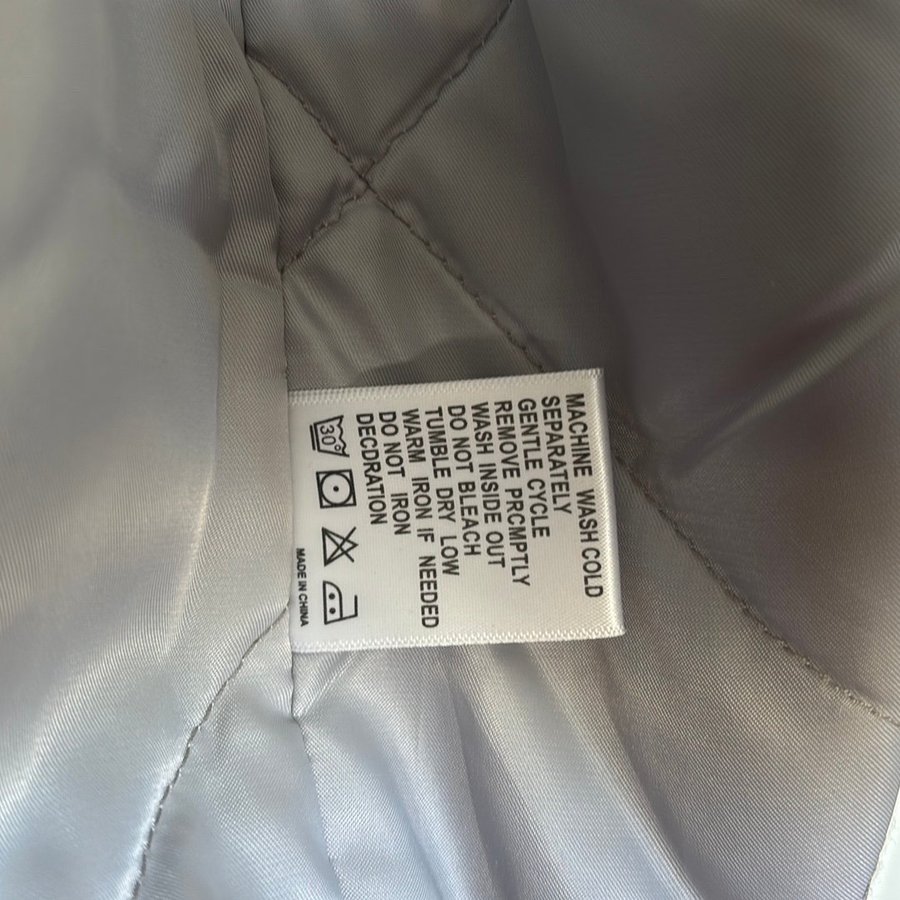 MACHINE WASH COLD
SEPARATELY
GENTLE CYCLE
REMOVE PRCMPTLY
WASH INSIDE OUT
DO NOT BLEACH
TUMBLE DRY LOW
WARM IRON IF NEEDED
DO NOT IRON
DECDRATION
30°
MADE IN CHINA